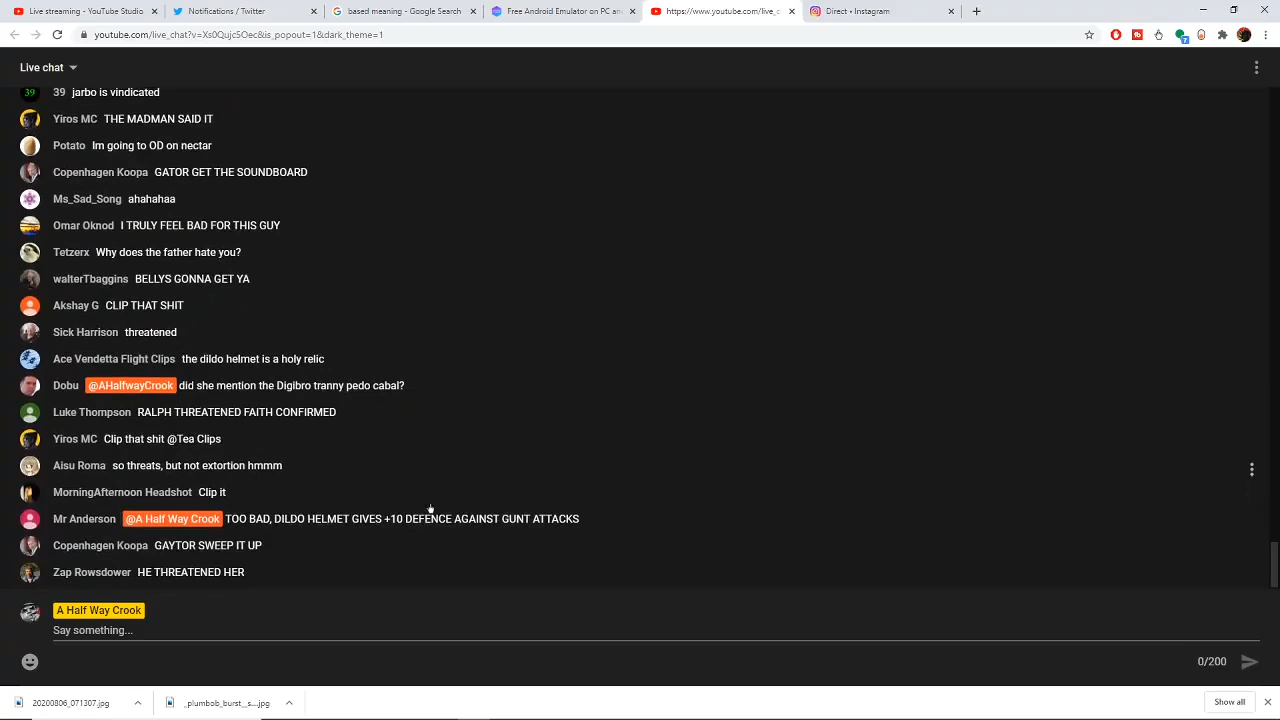 Live streaming - YouTube Studio
Notifications / Twitter
based meaning - Google Search
Free Android Emulator on PC and
https://www.youtube.com/live_c
Direct • Instagram
youtube.com/live_chat?v=Xs0Qujc5Oec&is_popout=1&dark_theme=1
Live chat
39 39 jarbo is vindicated
Yiros MC THE MADMAN SAID IT
Potato Im going to OD on nectar
Copenhagen Koopa GATOR GET THE SOUNDBOARD
Ms_Sad_Song ahahahaa
Omar Oknod I TRULY FEEL BAD FOR THIS GUY
Tetzerx Why does the father hate you?
walterTbaggins BELLYS GONNA GET YA
Akshay G CLIP THAT SHIT
Sick Harrison threatened
Ace Vendetta Flight Clips the dildo helmet is a holy relic
Dobu @AHalfwayCrook did she mention the Digibro tranny pedo cabal?
Luke Thompson RALPH THREATENED FAITH CONFIRMED
Yiros MC Clip that shit @Tea Clips
Aisu Roma so threats, but not extortion hmmm
MorningAfternoon Headshot Clip it
Mr Anderson @A Half Way Crook TOO BAD, DILDO HELMET GIVES +10 DEFENCE AGAINST GUNT ATTACKS
Copenhagen Koopa GAYTOR SWEEP IT UP
Zap Rowsdower HE THREATENED HER
A Half Way Crook
Say something...
0/200
20200806_071307.jpg
_plumbob_burst__s....jpg
Show all